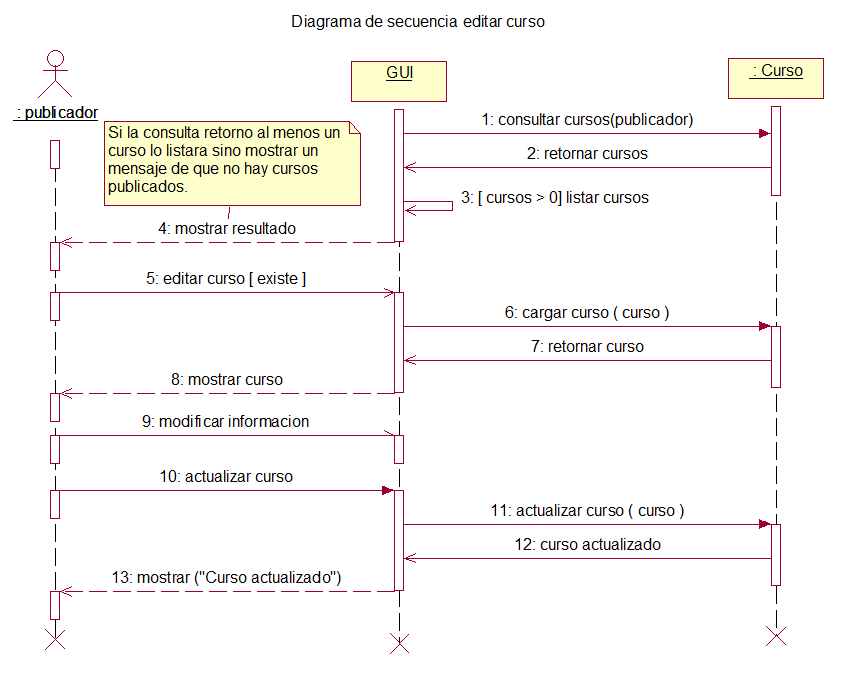 Diagrama de secuencia editar curso
: publicador
GUI
: Curso
Si la consulta retorno al menos un
curso lo listara sino mostrar un
mensaje de que no hay cursos
publicados.
1: consultar cursos(publicador)
2: retornar cursos
3: [ cursos > 0] listar cursos
4: mostrar resultado
5: editar curso [ existe ]
6: cargar curso ( curso )
7: retornar curso
8: mostrar curso
9: modificar informacion
10: actualizar curso
11: actualizar curso ( curso )
12: curso actualizado
13: mostrar ("Curso actualizado")